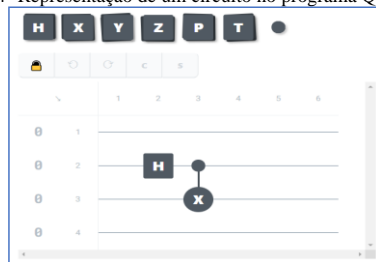 Representação de um circuito no programa Q
H X Y Z P T
c s
1 2 3 4 5 6
0 1
0 2 H
0 3 X
0 4